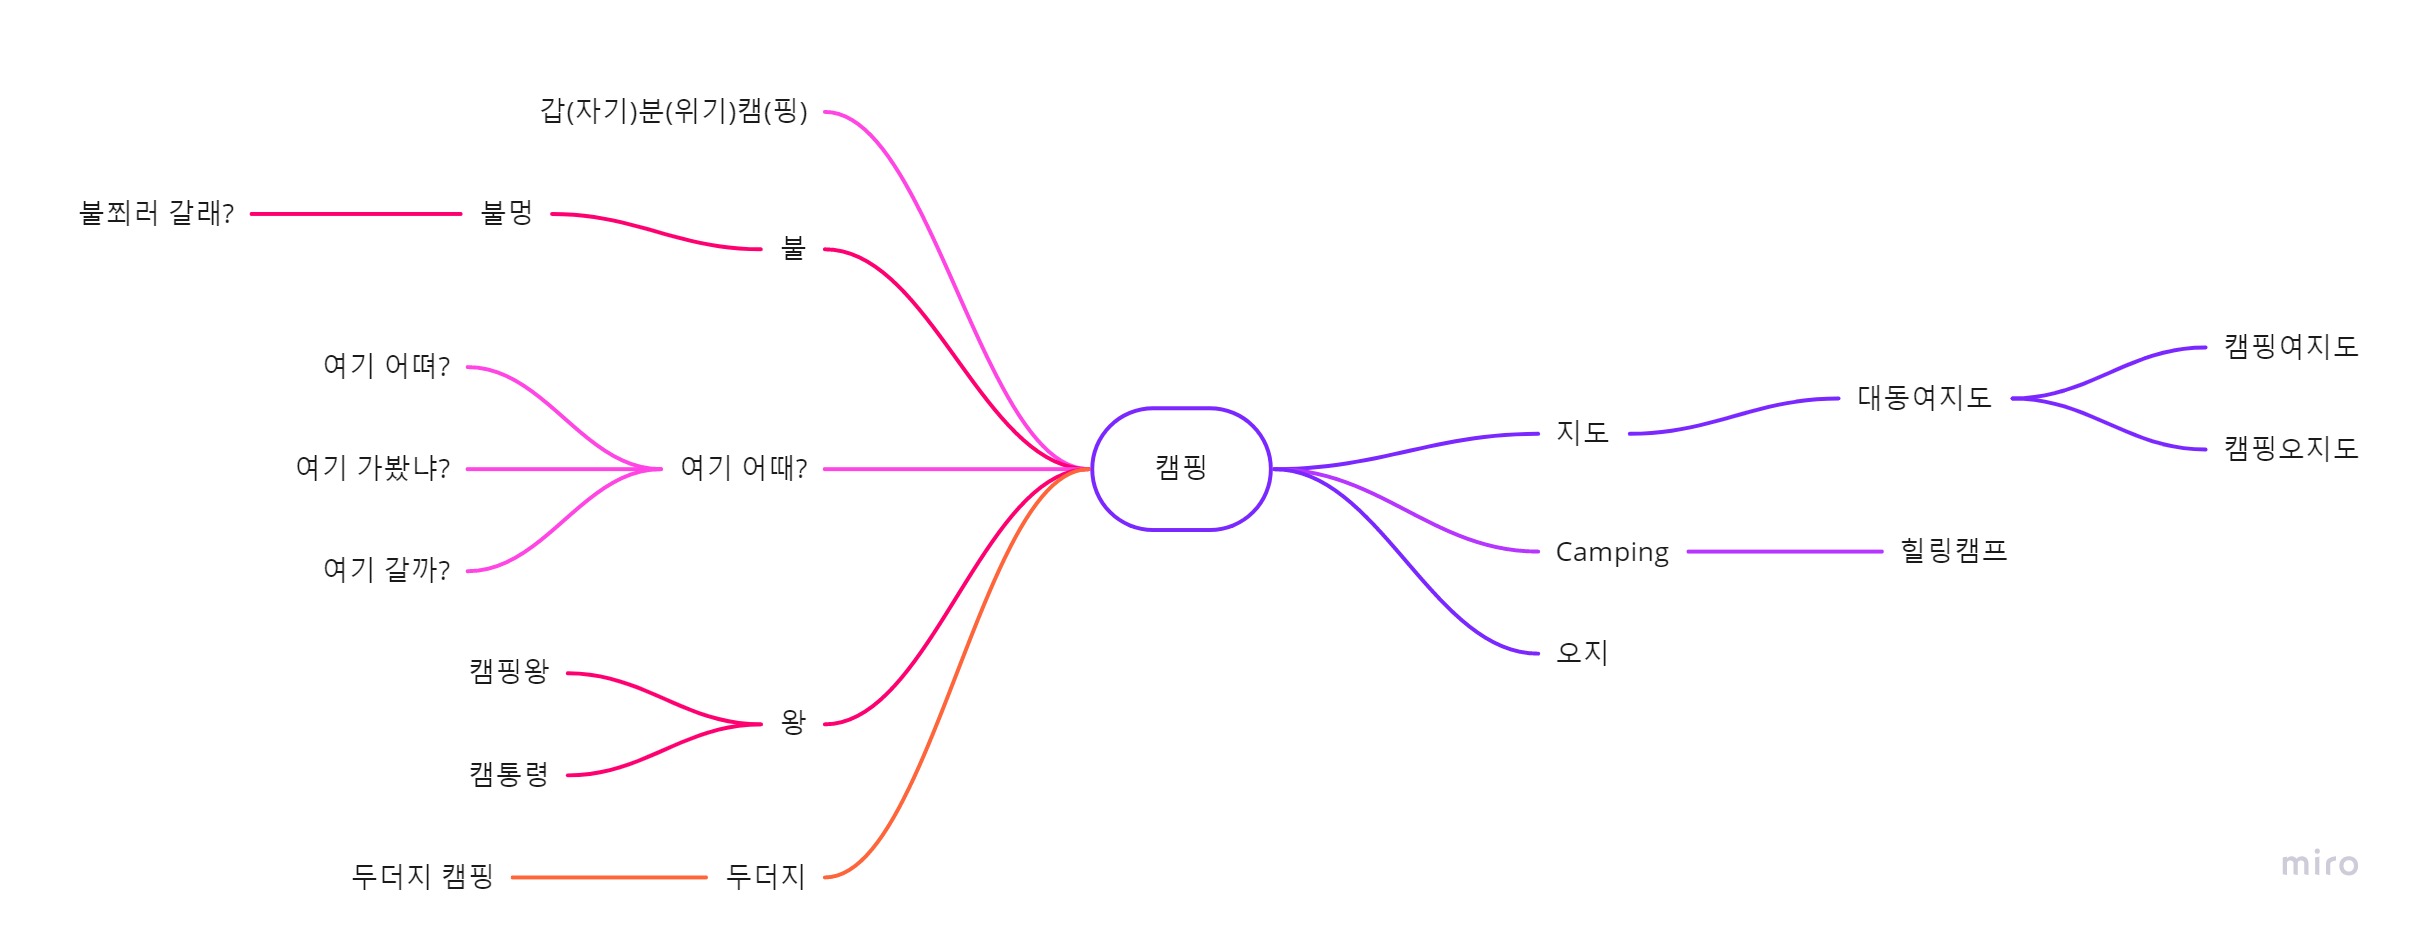 갑(자기)분(위기)캠(핑)
불쬐러 갈래?
불멍
불
여기 어뗘?
여기 가봤냐?
여기 어때?
여기 갈까?
캠핑왕
왕
캠통령
두더지 캠핑
두더지
캠핑
지도
대동여지도
캠핑여지도
캠핑오지도
Camping
힐링캠프
오지
miro